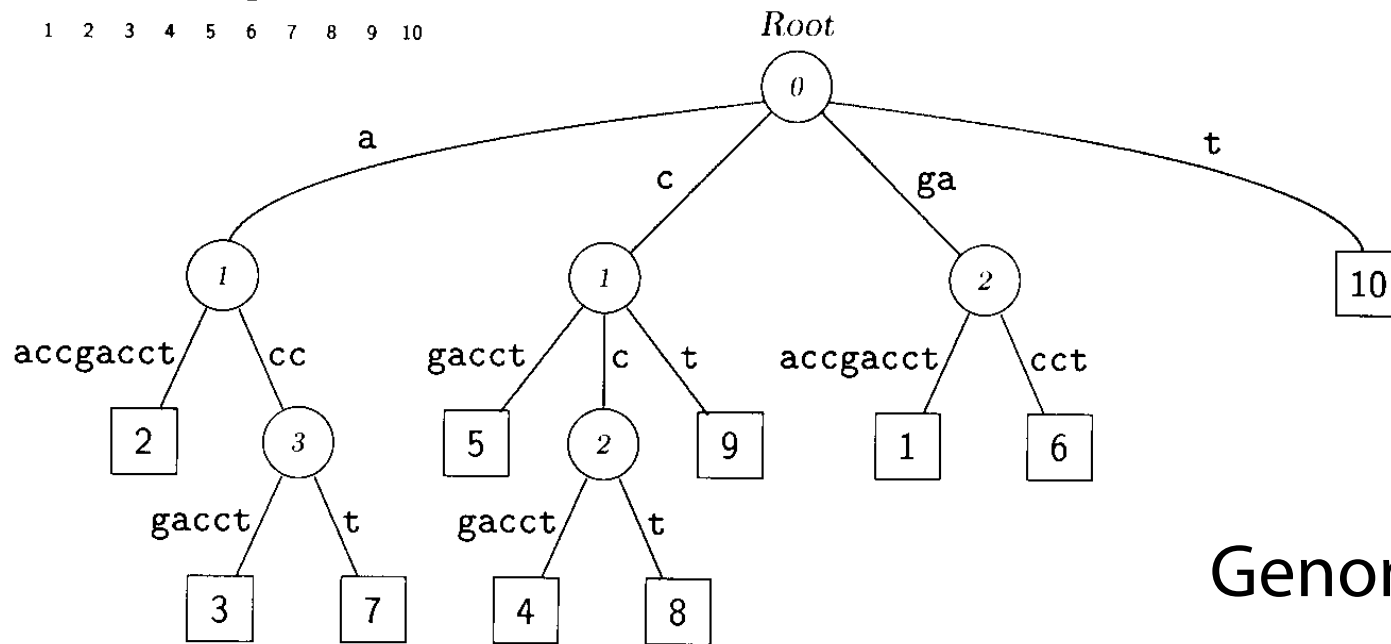 1 2 3 4 5 6 7 8 9 10
Root
0
a c ga t
1 1 2 10
accgacct cc gacct c t accgacct cct
2 3 5 2 9 1 6
gacct t gacct t
3 7 4 8
Genor